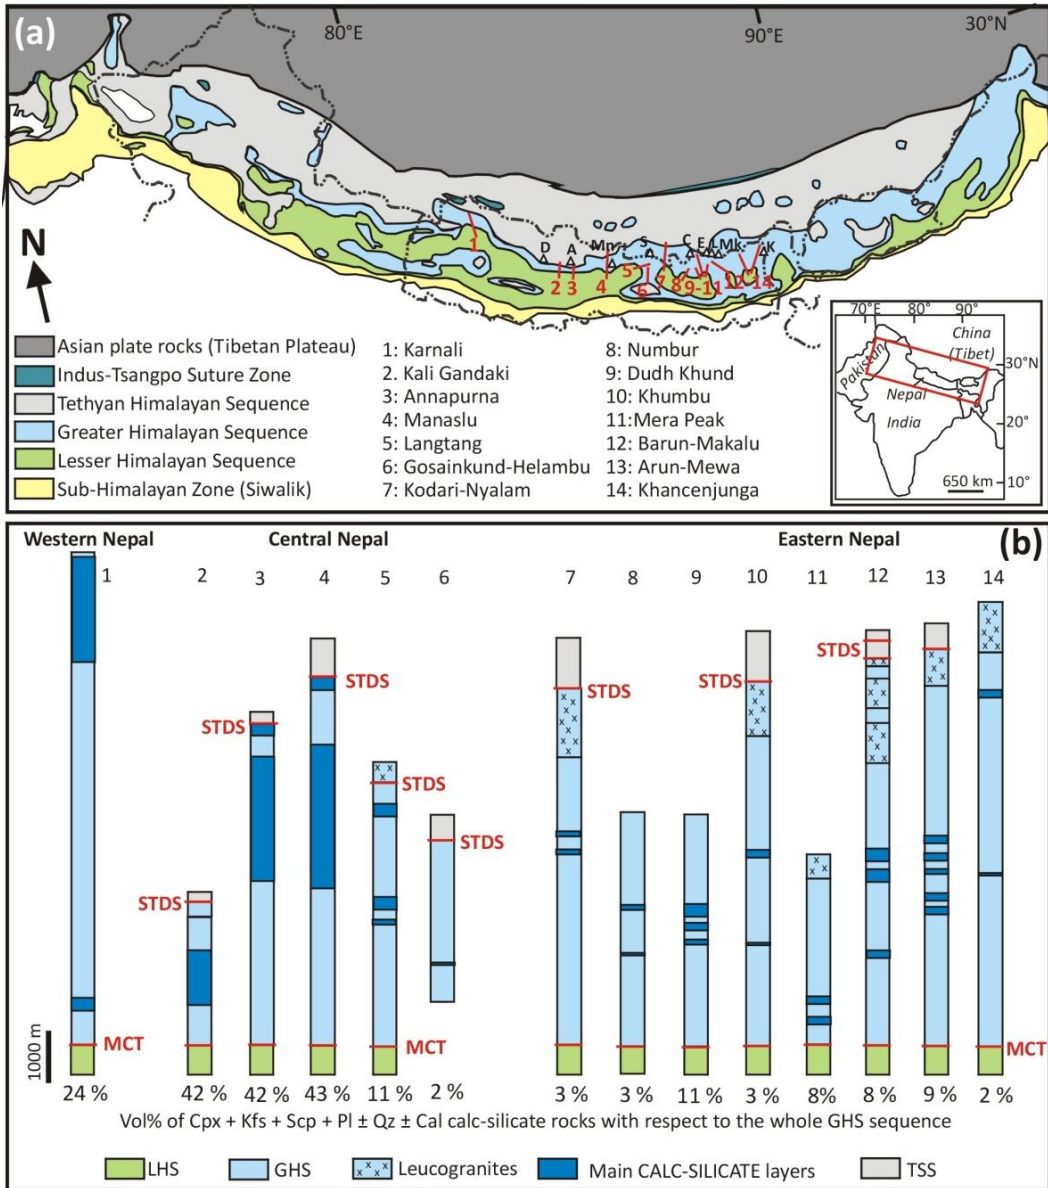 (a)
80°E
90°E
30°N
N
D
A
Mn
S
C
E
L
Mk
K
1
2
3
4
5
6
7
8
9-11
12
14
Asian plate rocks (Tibetan Plateau)
Indus-Tsangpo Suture Zone
Tethyan Himalayan Sequence
Greater Himalayan Sequence
Lesser Himalayan Sequence
Sub-Himalayan Zone (Siwalik)
1: Karnali
2: Kali Gandaki
3: Annapurna
4: Manaslu
5: Langtang
6: Gosainkund-Helambu
7: Kodari-Nyalam
8: Numbur
9: Dudh Khund
10: Khumbu
11: Mera Peak
12: Barun-Makalu
13: Arun-Mewa
14: Khancenjunga
70°E
80°
90°
China
(Tibet)
Pakistan
30°N
Nepal
India
20°
10°
650 km
(b)
Western Nepal Central Nepal Eastern Nepal
1 2 3 4 5 6 7 8 9 10 11 12 13 14
STDS
STDS
STDS
STDS
STDS
STDS
STDS
STDS
MCT
MCT
MCT
1000 m
24 % 42 % 42 % 43 % 11 % 2 % 3 % 3 % 11 % 3 % 8% 8 % 9 % 2 %
Vol% of Cpx + Kfs + Scp + Pl ± Qz ± Cal calc-silicate rocks with respect to the whole GHS sequence
LHS GHS Leucogranites Main CALC-SILICATE layers TSS